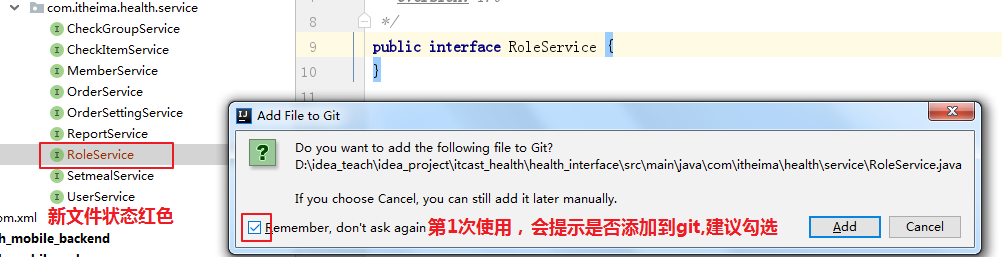 com.itheima.health.service
CheckGroupService
CheckItemService
MemberService
OrderService
OrderSettingService
ReportService
RoleService
SetmealService
UserService
om.xml
新文件状态红色
h_mobile_backend
8
*/
9
public interface RoleService {
10
}
11
Add File to Git
Do you want to add the following file to Git?
D:\idea_teach\idea_project\itcast_health\health_interface\src\main\java\com\itheima\health\service\RoleService.java
If you choose Cancel, you can still add it later manually.
Remember, don't ask again
第1次使用，会提示是否添加到git,建议勾选
Add
Cancel